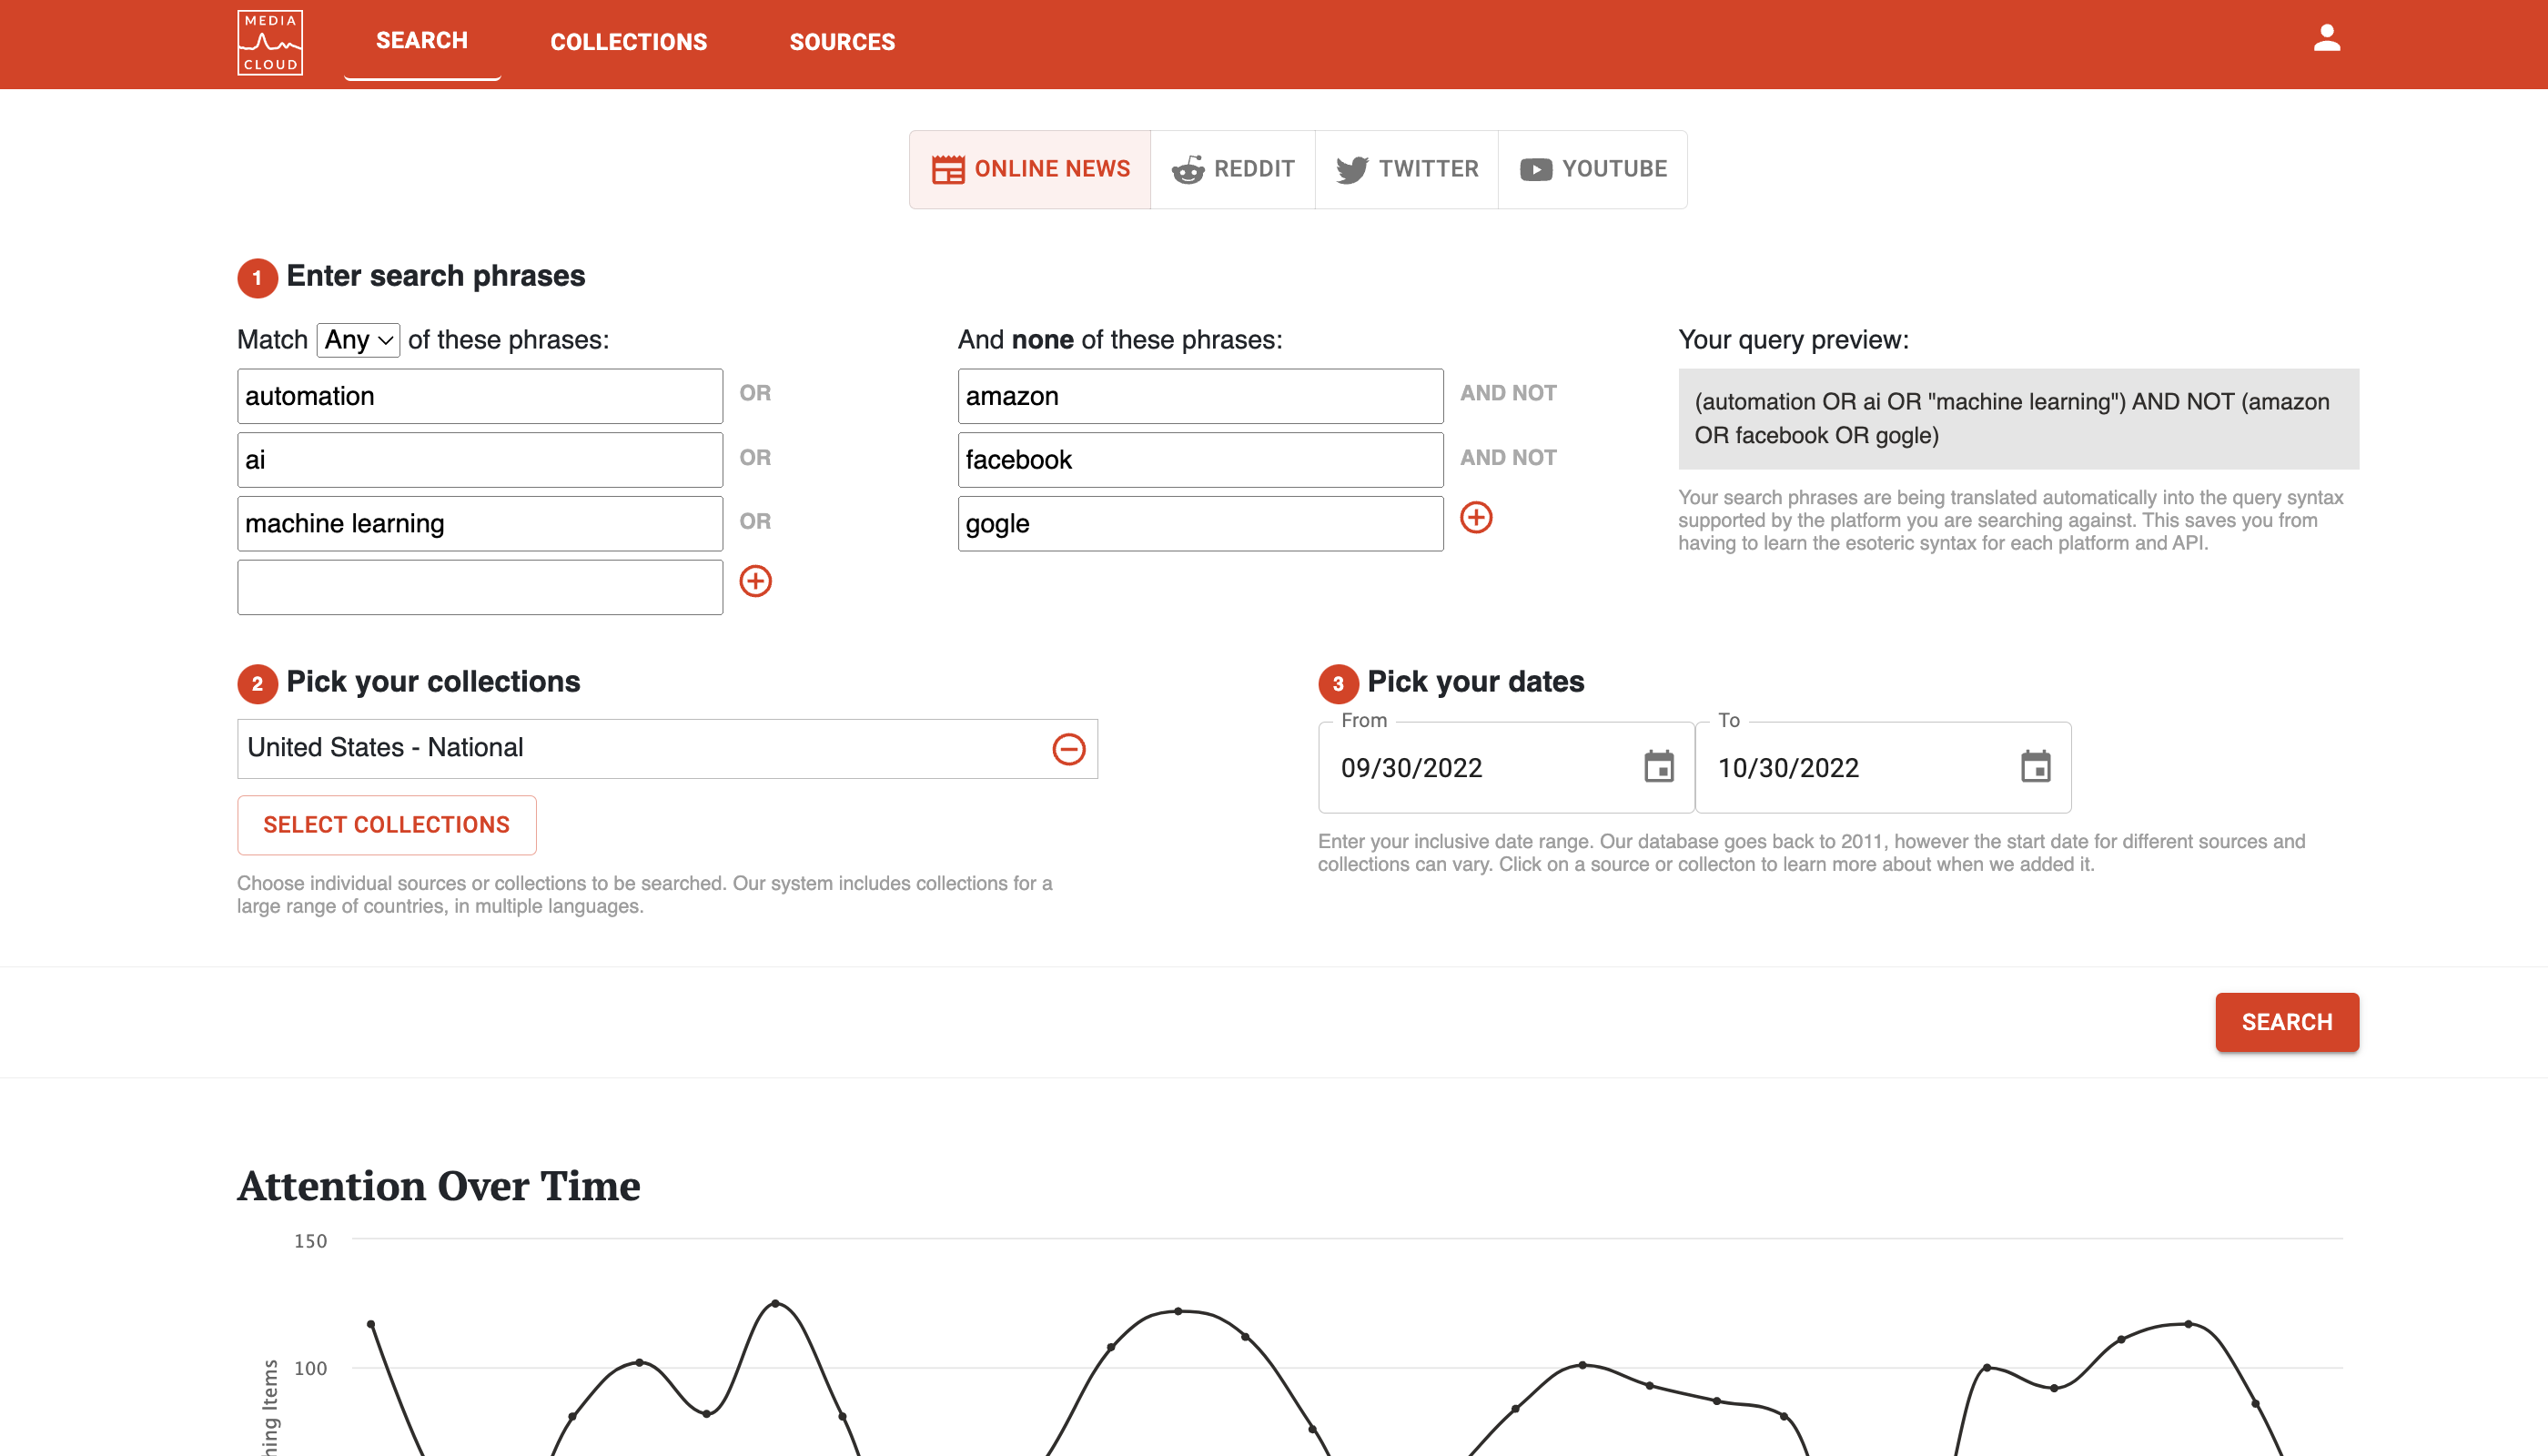 MEDIA
CLOUD
SEARCH
COLLECTIONS
SOURCES
ONLINE NEWS
REDDIT
TWITTER
YOUTUBE
1 Enter search phrases
Match Any of these phrases:
automation OR
ai OR
machine learning OR
And none of these phrases:
amazon AND NOT
facebook AND NOT
gogle
Your query preview:
(automation OR ai OR "machine learning") AND NOT (amazon
OR facebook OR gogle)
Your search phrases are being translated automatically into the query syntax
supported by the platform you are searching against. This saves you from
having to learn the esoteric syntax for each platform and API.
2 Pick your collections
United States - National
SELECT COLLECTIONS
Choose individual sources or collections to be searched. Our system includes collections for a
large range of countries, in multiple languages.
3 Pick your dates
From
09/30/2022
To
10/30/2022
Enter your inclusive date range. Our database goes back to 2011, however the start date for different sources and
collections can vary. Click on a source or collecton to learn more about when we added it.
SEARCH
Attention Over Time
150
100
hing Items